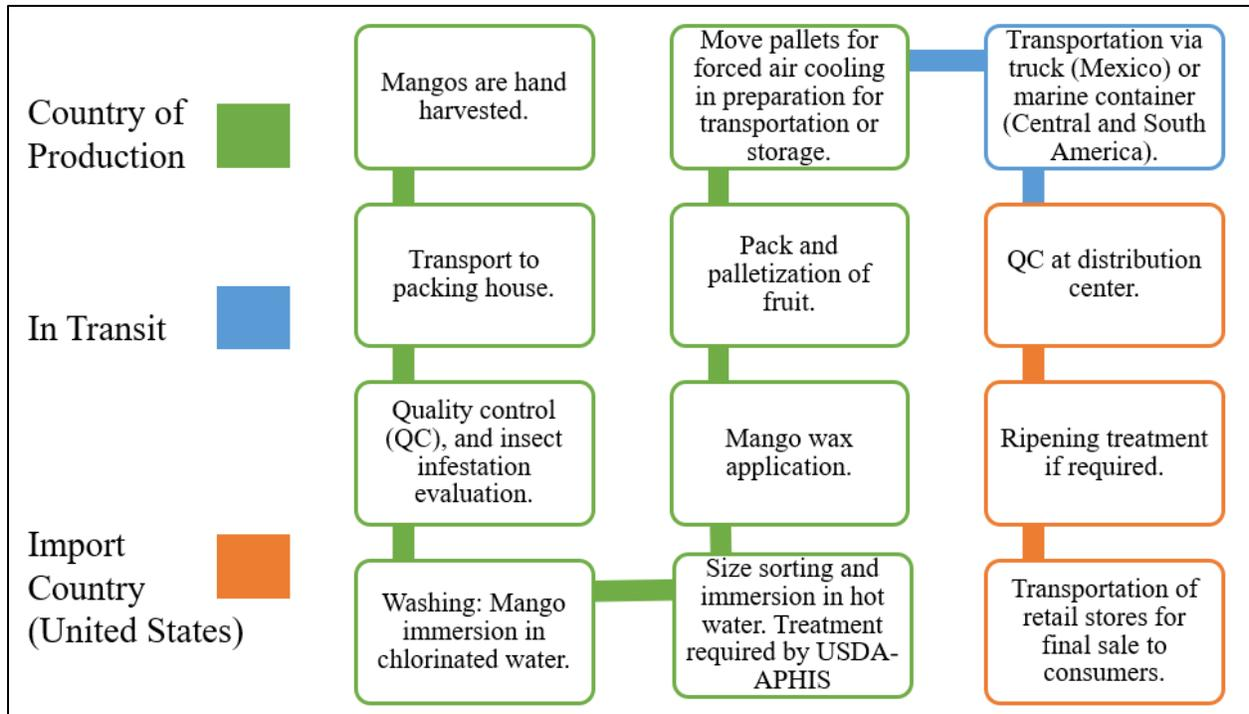 Country of
Production
In Transit
Import
Country
(United States)
Mangos are hand
harvested.
Transport to
packing house.
Quality control
(QC), and insect
infestation
evaluation.
Washing: Mango
immersion in
chlorinated water.
Size sorting and
immersion in hot
water. Treatment
required by USDA-
APHIS
Mango wax
application.
Pack and
palletization of
fruit.
Move pallets for
forced air cooling
in preparation for
transportation or
storage.
Transportation via
truck (Mexico) or
marine container
(Central and South
America).
QC at distribution
center.
Ripening treatment
if required.
Transportation of
retail stores for
final sale to
consumers.